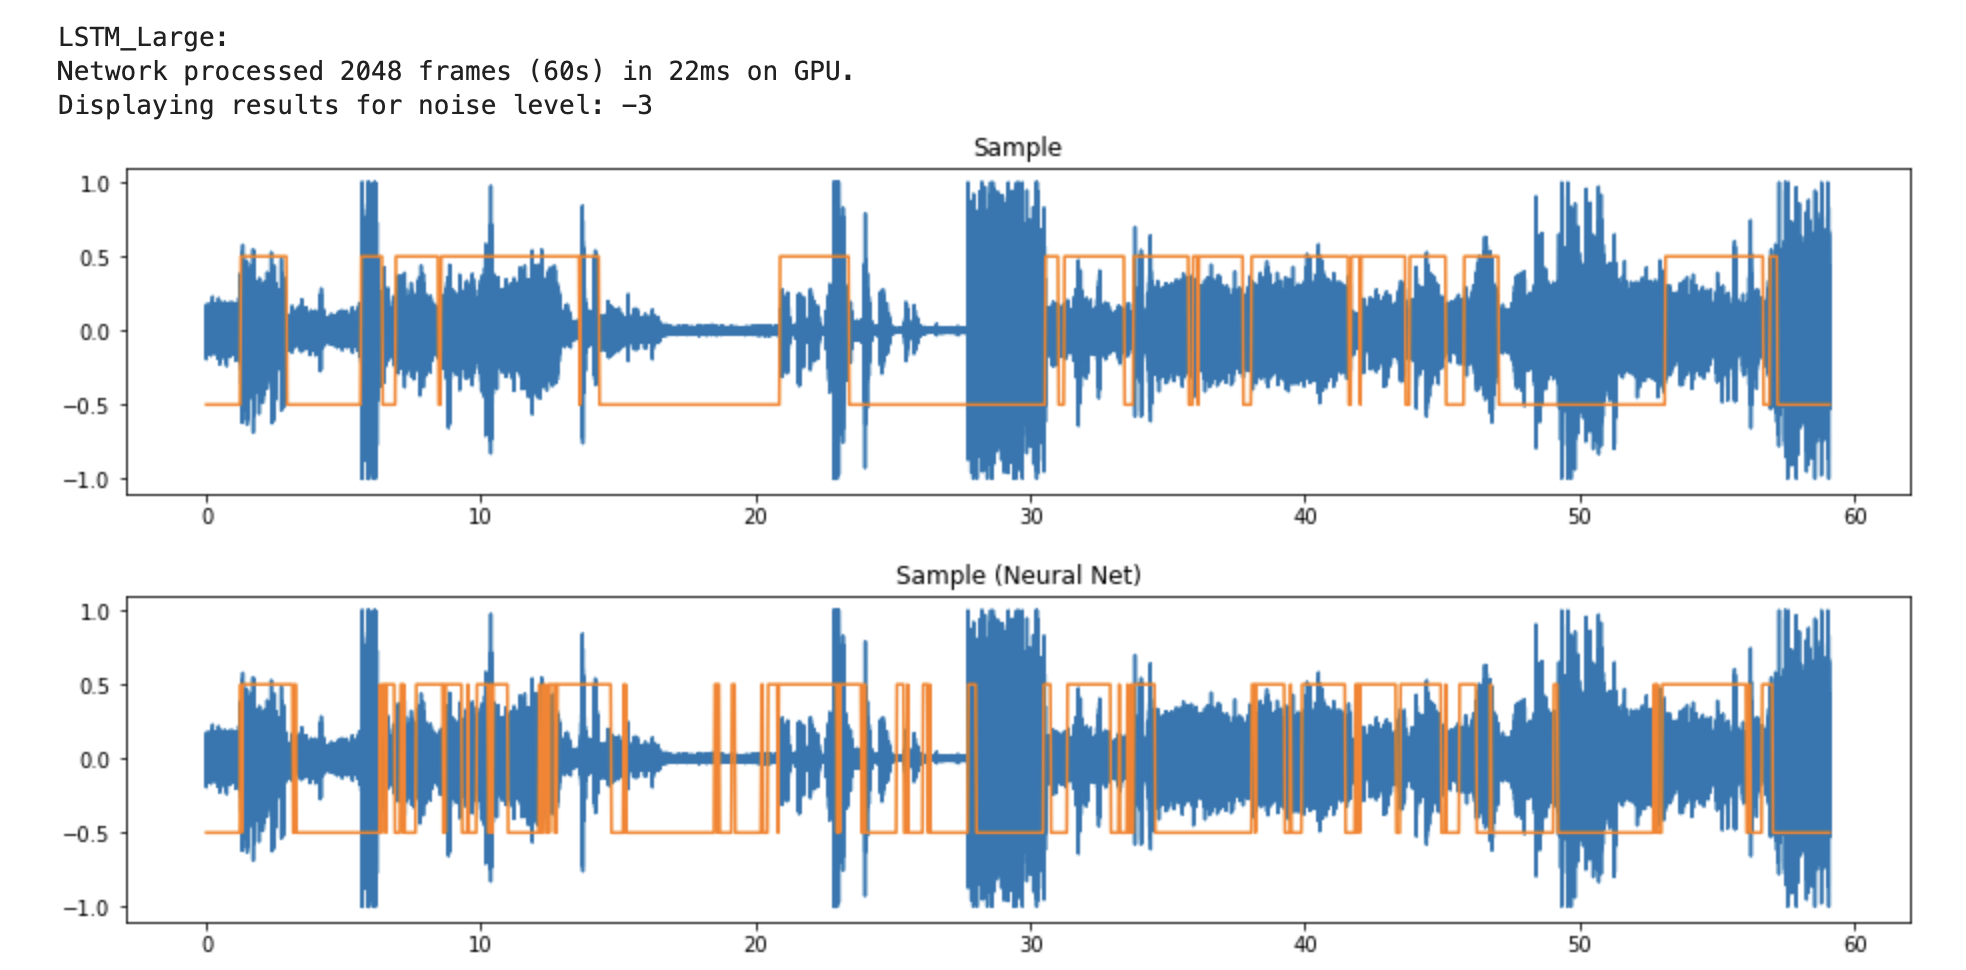 LSTM_Large:
Network processed 2048 frames (60s) in 22ms on GPU.
Displaying results for noise level: -3
Sample
1.0
0.5
0.0
−0.5
−1.0
0 10 20 30 40 50 60
Sample (Neural Net)
1.0
0.5
0.0
−0.5
−1.0
0 10 20 30 40 50 60